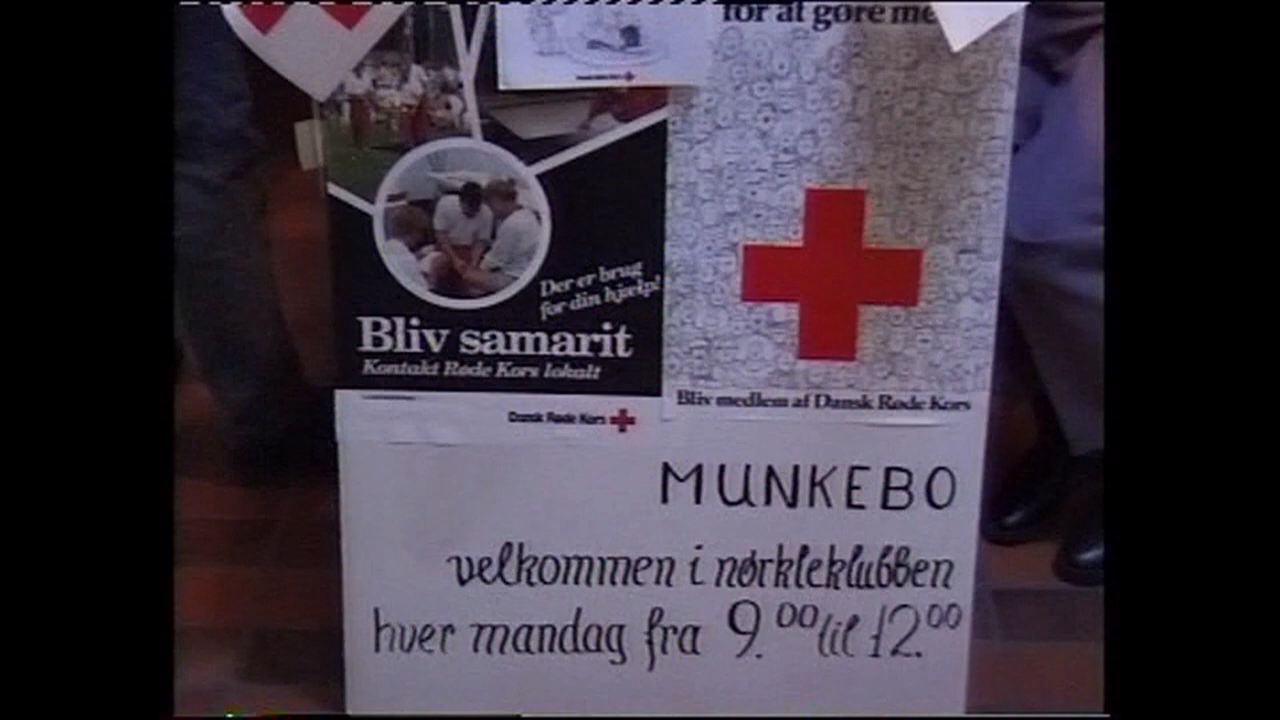 for at gøre me
Der er brug
for din hjælp!
Bliv samarit
Kontakt Røde Kors lokalt
Dansk Røde Kors
Bliv medlem af Dansk Røde Kors
MUNKEBO
velkommen i nørkleklubben
hver mandag fra 9.00 til 12.00